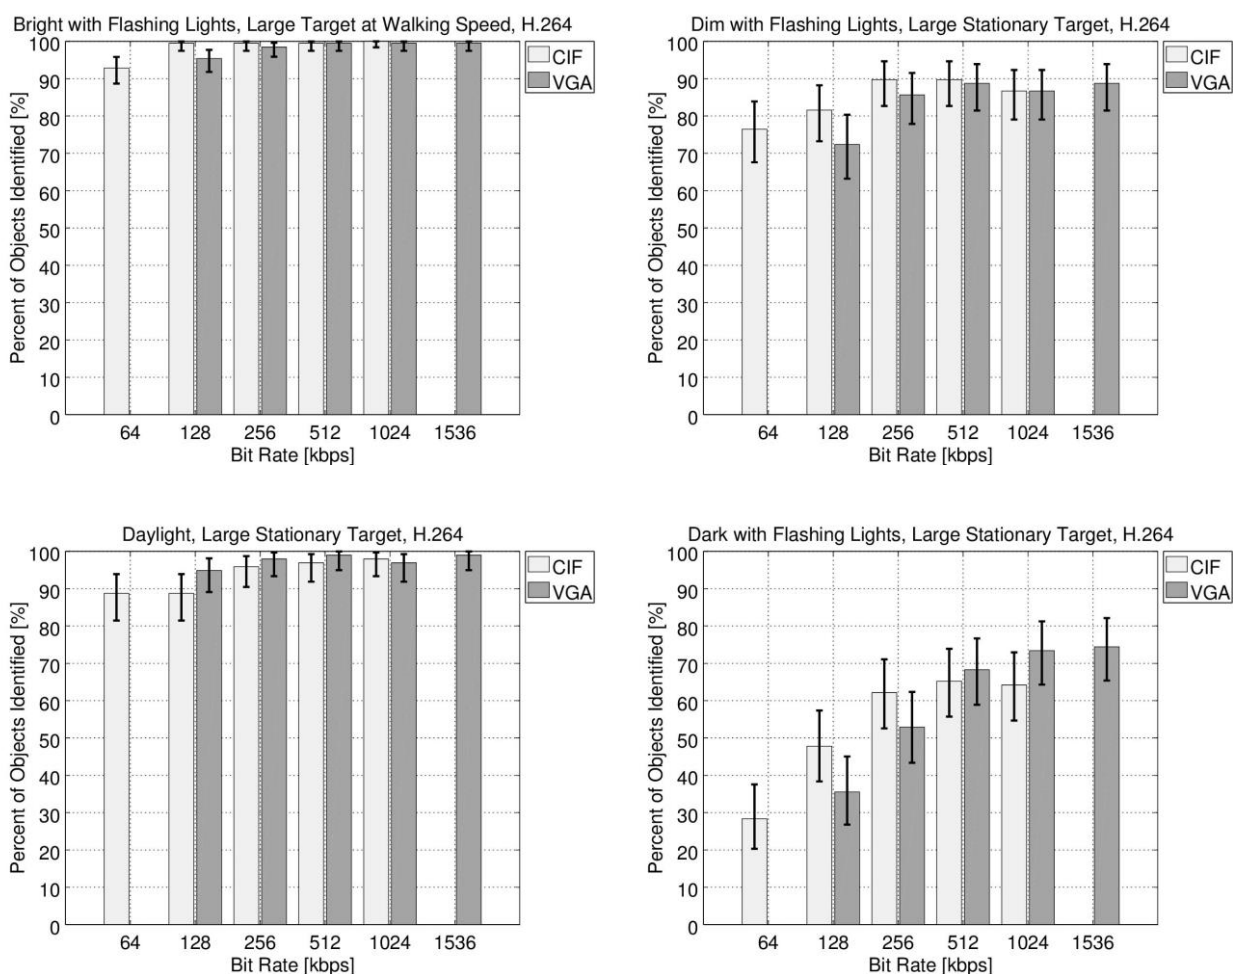 Bright with Flashing Lights, Large Target at Walking Speed, H.264
100
90
80
70
60
50
40
30
20
10
0
Percent of Objects Identified [%]
64 128 256 512 1024 1536
Bit Rate [kbps]
CIF
VGA
Dim with Flashing Lights, Large Stationary Target, H.264
100
90
80
70
60
50
40
30
20
10
0
Percent of Objects Identified [%]
64 128 256 512 1024 1536
Bit Rate [kbps]
CIF
VGA
Daylight, Large Stationary Target, H.264
100
90
80
70
60
50
40
30
20
10
0
Percent of Objects Identified [%]
64 128 256 512 1024 1536
Bit Rate [kbps]
CIF
VGA
Dark with Flashing Lights, Large Stationary Target, H.264
100
90
80
70
60
50
40
30
20
10
0
Percent of Objects Identified [%]
64 128 256 512 1024 1536
Bit Rate [kbps]
CIF
VGA